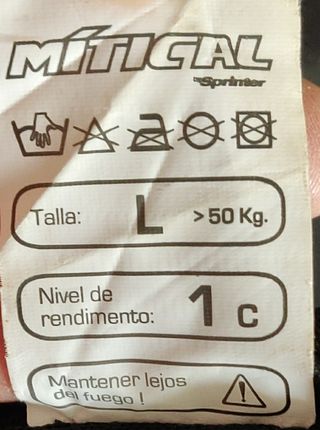 MÍTICAL
by Sprinter
Talla: L >50 Kg.
Nivel de
rendimento: 1 C
Mantener lejos
del fuego !